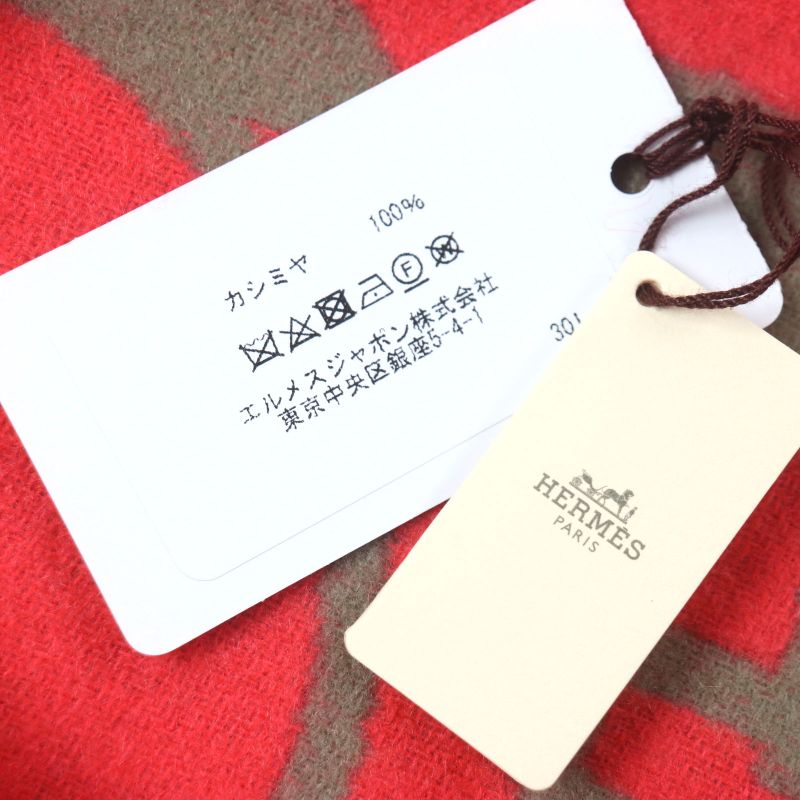 カシミヤ 100%
F W
エルメスジャポン株式会社
東京中央区銀座5-4-1
HERMÈS
PARIS